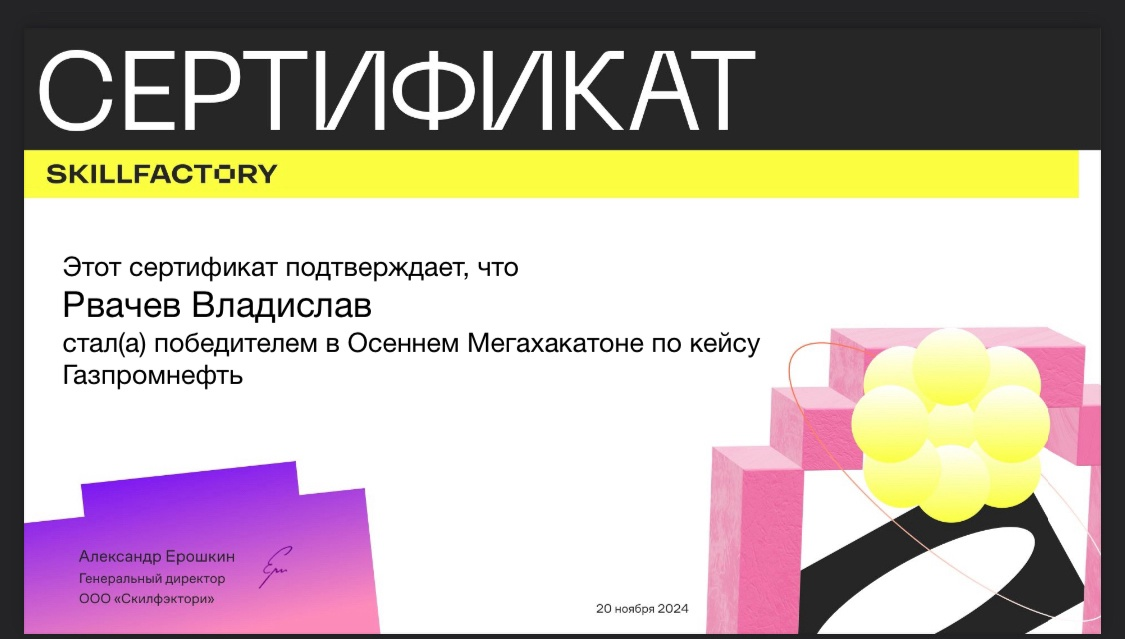 СЕРТИФИКАТ
SKILLFACTORY
Этот сертификат подтверждает, что
Рвачев Владислав
стал(а) победителем в Осеннем Мегахакатоне по кейсу
Газпромнефть
Александр Ерошкин
Генеральный директор
ООО «Скилфэктори»
20 ноября 2024